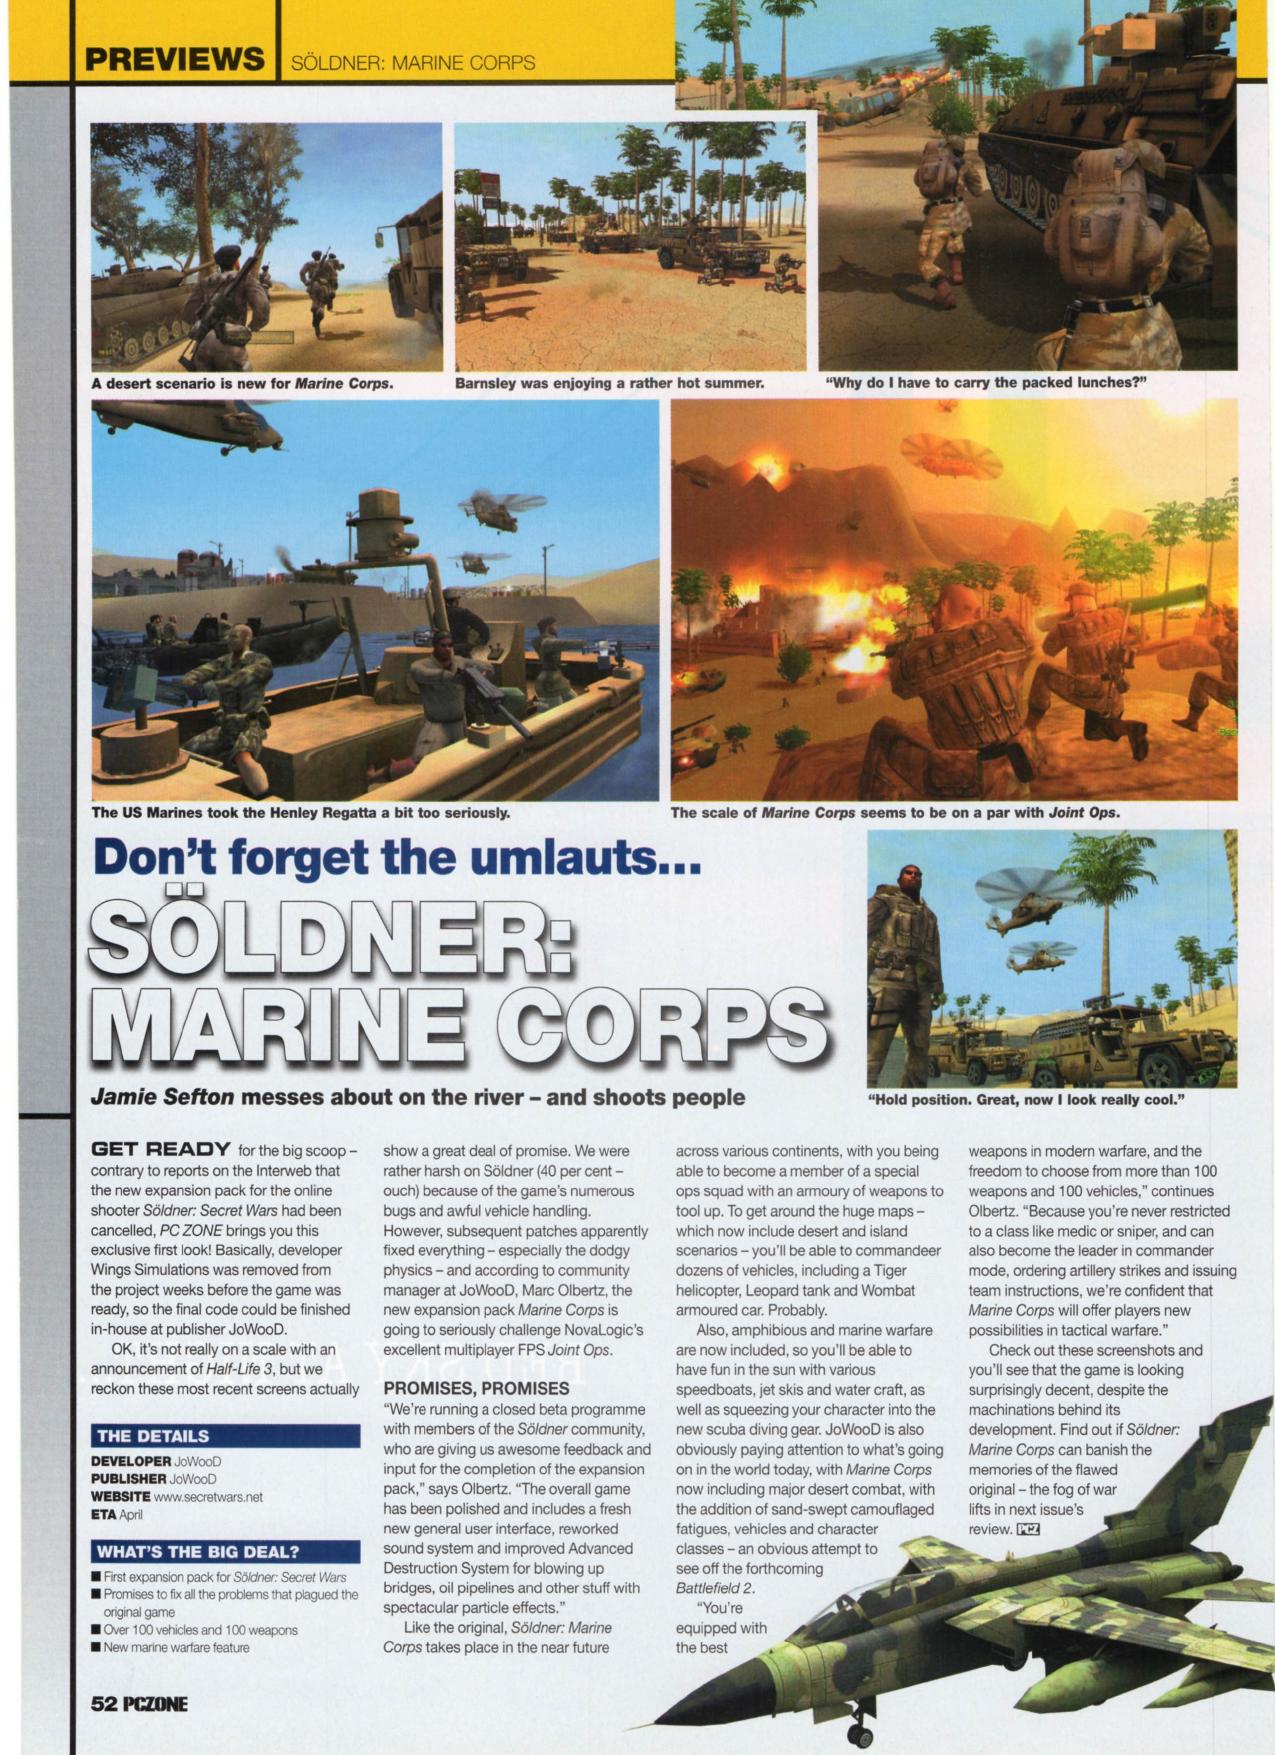 PREVIEWS
SÖLDNER: MARINE CORPS
A desert scenario is new for Marine Corps.
Barnsley was enjoying a rather hot summer.
“Why do I have to carry the packed lunches?”
The US Marines took the Henley Regatta a bit too seriously.
The scale of Marine Corps seems to be on a par with Joint Ops.
Don’t forget the umlauts...
SÖLDNER:
MARINE CORPS
Jamie Sefton messes about on the river – and shoots people
“Hold position. Great, now I look really cool.”
GET READY for the big scoop –
contrary to reports on the Interweb that
the new expansion pack for the online
shooter Söldner: Secret Wars had been
cancelled, PC ZONE brings you this
exclusive first look! Basically, developer
Wings Simulations was removed from
the project weeks before the game was
ready, so the final code could be finished
in-house at publisher JoWooD.
OK, it’s not really on a scale with an
announcement of Half-Life 3, but we
reckon these most recent screens actually
THE DETAILS
DEVELOPER JoWooD
PUBLISHER JoWooD
WEBSITE www.secretwars.net
ETA April
WHAT’S THE BIG DEAL?
■ First expansion pack for Söldner: Secret Wars
■ Promises to fix all the problems that plagued the
original game
■ Over 100 vehicles and 100 weapons
■ New marine warfare feature
show a great deal of promise. We were
rather harsh on Söldner (40 per cent –
ouch) because of the game’s numerous
bugs and awful vehicle handling.
However, subsequent patches apparently
fixed everything – especially the dodgy
physics – and according to community
manager at JoWooD, Marc Olbertz, the
new expansion pack Marine Corps is
going to seriously challenge NovaLogic’s
excellent multiplayer FPS Joint Ops.
PROMISES, PROMISES
“We’re running a closed beta programme
with members of the Söldner community,
who are giving us awesome feedback and
input for the completion of the expansion
pack,” says Olbertz. “The overall game
has been polished and includes a fresh
new general user interface, reworked
sound system and improved Advanced
Destruction System for blowing up
bridges, oil pipelines and other stuff with
spectacular particle effects.”
Like the original, Söldner: Marine
Corps takes place in the near future
across various continents, with you being
able to become a member of a special
ops squad with an armoury of weapons to
tool up. To get around the huge maps –
which now include desert and island
scenarios – you’ll be able to commandeer
dozens of vehicles, including a Tiger
helicopter, Leopard tank and Wombat
armoured car. Probably.
Also, amphibious and marine warfare
are now included, so you’ll be able to
have fun in the sun with various
speedboats, jet skis and water craft, as
well as squeezing your character into the
new scuba diving gear. JoWooD is also
obviously paying attention to what’s going
on in the world today, with Marine Corps
now including major desert combat, with
the addition of sand-swept camouflaged
fatigues, vehicles and character
classes – an obvious attempt to
see off the forthcoming
Battlefield 2.
“You’re
equipped with
the best
weapons in modern warfare, and the
freedom to choose from more than 100
weapons and 100 vehicles,” continues
Olbertz. “Because you’re never restricted
to a class like medic or sniper, and can
also become the leader in commander
mode, ordering artillery strikes and issuing
team instructions, we’re confident that
Marine Corps will offer players new
possibilities in tactical warfare.”
Check out these screenshots and
you’ll see that the game is looking
surprisingly decent, despite the
machinations behind its
development. Find out if Söldner:
Marine Corps can banish the
memories of the flawed
original – the fog of war
lifts in next issue’s
review. PCZ
52 PCZONE